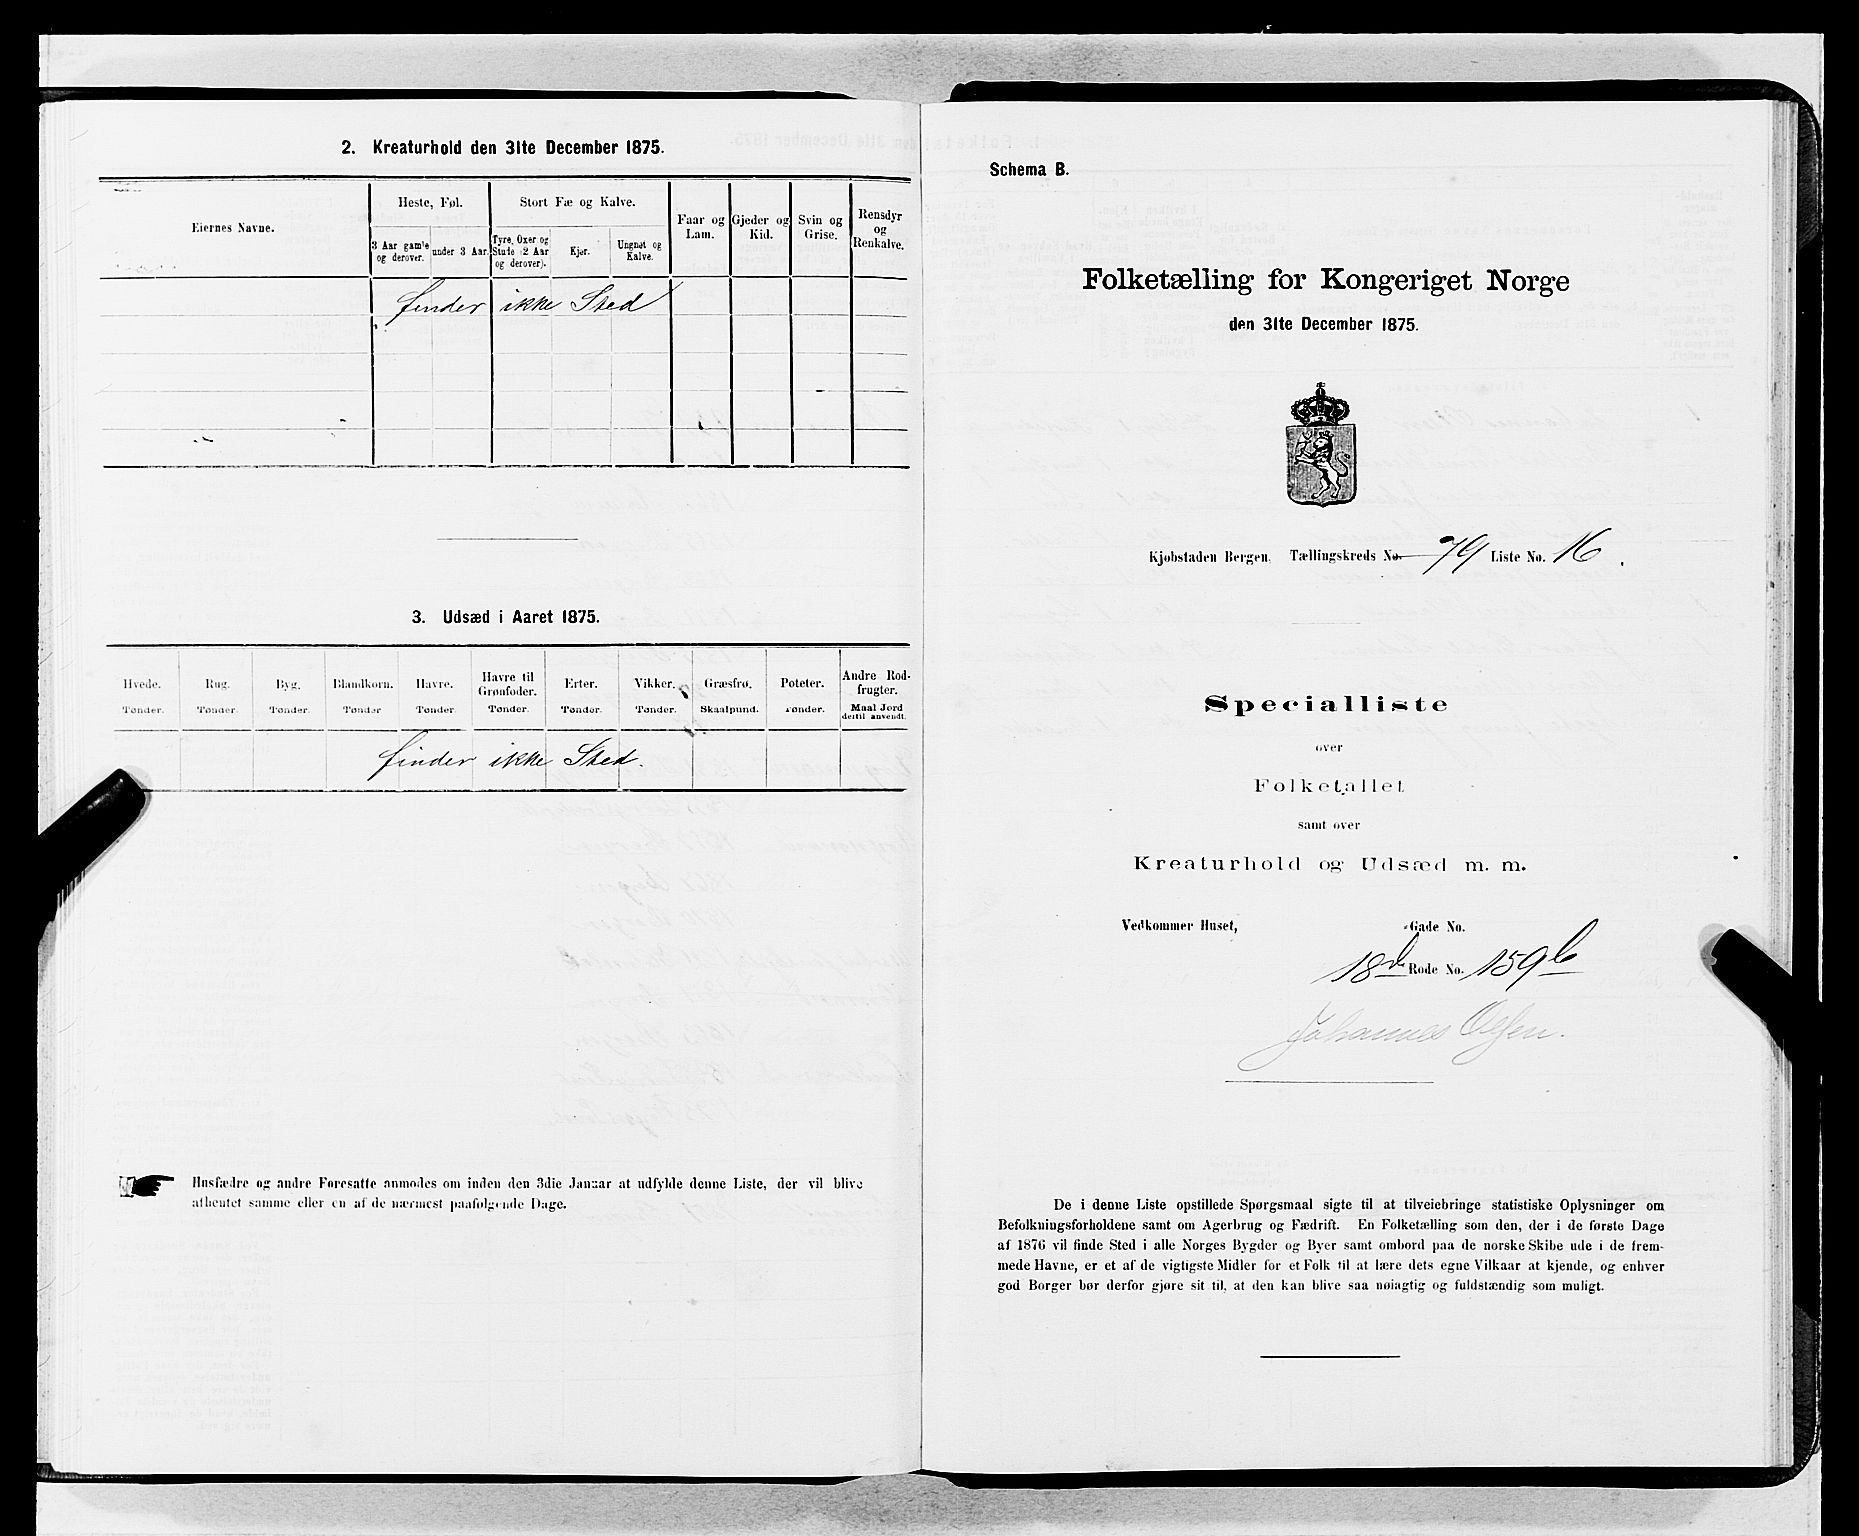 2. Kreaturhold den 31te December 1875.
Eiernes Navne.
Heste, Føl.
Stort Fæ og Kalve.
Faar og Lam.
Gjeder og Kid.
Svin og Grise.
Rensdyr og Renkalve.
3 Aar gamle og derover.
under 3 Aar.
Tyre, Oxer og Stude (2 Aar og derover).
Kjør.
Ungnøt og Kalve.
finder ikke Sted
3. Udsæd i Aaret 1875.
Hvede. Rug. Byg. Blandkorn. Havre. Havre til Grønfoder. Erter. Vikker. Græsfrø. Poteter. Andre Rodfrugter.
Tønder. Tønder. Tønder. Tønder Tønder. Tønder. Tønder. Tønder. Skaalpund. Tønder. Maal Jord dertil anvendt.
finder ikke Sted.
Husfædre og andre Foresatte anmodes om inden den 3die Januar at udfylde denne Liste, der vil blive
afhentet samme eller en af de nærmest paafølgende Dage.
Schema B.
Folketælling for Kongeriget Norge
den 31te December 1875.
Kjøbstaden Bergen. Tællingskreds No. 79 Liste No. 16.
Specialliste
over
Folketallet
samt over
Kreaturhold og Udsæd m. m.
Vedkommer Huset, Gade No.
18de Rode No. 159b
Johannes Olsen.
De i denne Liste opstillede Spørgsmaal sigte til at tilveiebringe statistiske Oplysninger om
Befolkningsforholdene samt om Agerbrug og Fædrift. En Folketælling som den, der i de første Dage
af 1876 vil finde Sted i alle Norges Bygder og Byer samt ombord paa de norske Skibe ude i de frem-
mede Havne, er et af de vigtigste Midler for et Folk til at lære dets egne Vilkaar at kjende, og enhver
god Borger bør derfor gjøre sit til, at den kan blive saa nøiagtig og fuldstændig som muligt.